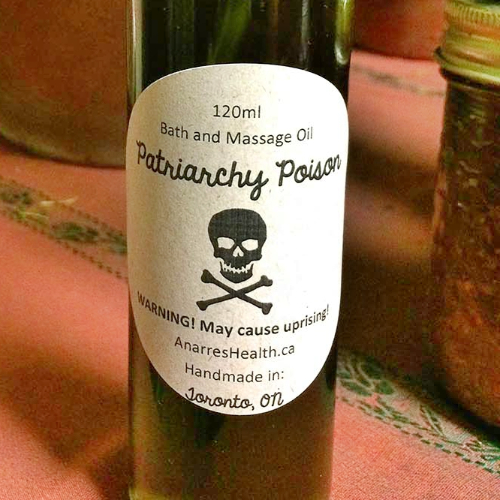 120ml
Bath and Massage Oil
Patriarchy Poison
WARNING! May cause uprising!
AnarresHealth.ca
Handmade in:
Toronto, ON